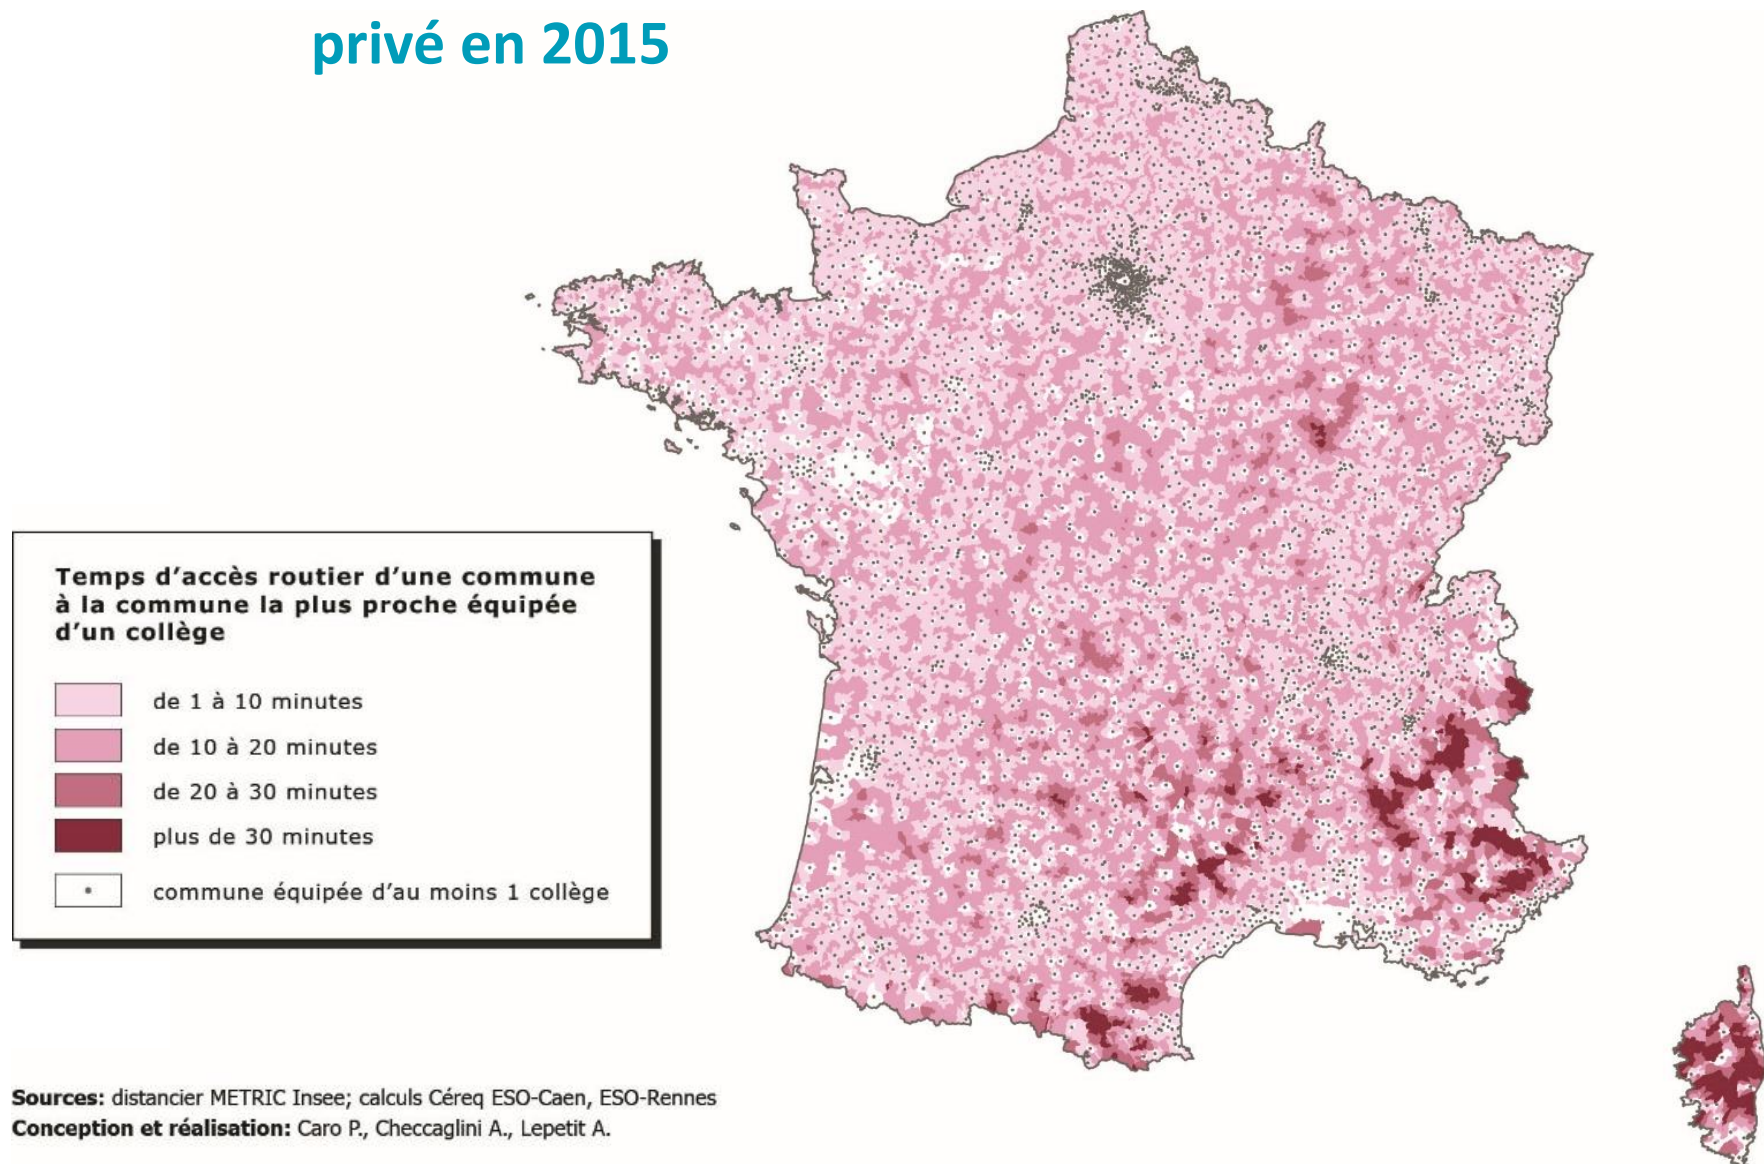 privé en 2015
Temps d’accès routier d’une commune
à la commune la plus proche équipée
d’un collège
de 1 à 10 minutes
de 10 à 20 minutes
de 20 à 30 minutes
plus de 30 minutes
commune équipée d’au moins 1 collège
Sources: distancier METRIC Insee; calculs Céreq ESO-Caen, ESO-Rennes
Conception et réalisation: Caro P., Checcaglini A., Lepetit A.